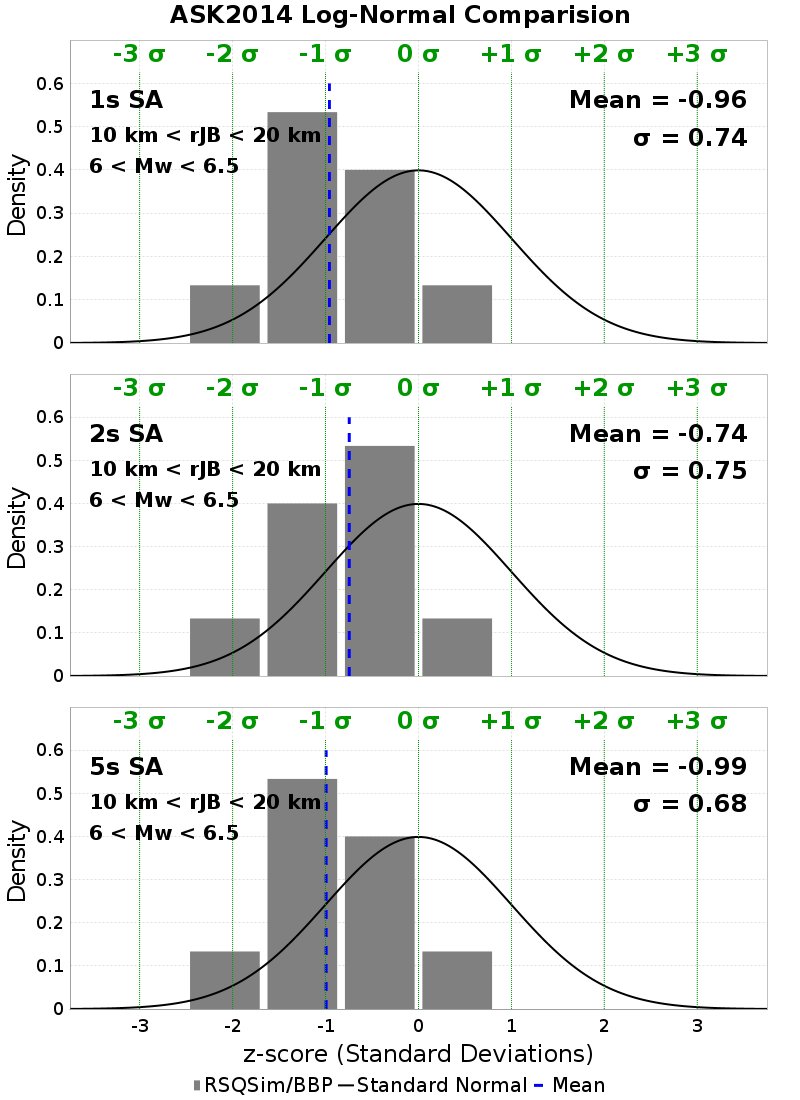 ASK2014 Log-Normal Comparision
-3 σ -2 σ -1 σ 0 σ +1 σ +2 σ +3 σ
1s SA
Mean = -0.96
10 km < rJB < 20 km
σ = 0.74
6 < Mw < 6.5
Density
0.6
0.5
0.4
0.3
0.2
0.1
0
-3 σ -2 σ -1 σ 0 σ +1 σ +2 σ +3 σ
2s SA
Mean = -0.74
10 km < rJB < 20 km
σ = 0.75
6 < Mw < 6.5
Density
0.6
0.5
0.4
0.3
0.2
0.1
0
-3 σ -2 σ -1 σ 0 σ +1 σ +2 σ +3 σ
5s SA
Mean = -0.99
10 km < rJB < 20 km
σ = 0.68
6 < Mw < 6.5
Density
0.6
0.5
0.4
0.3
0.2
0.1
0
-3 -2 -1 0 1 2 3
z-score (Standard Deviations)
RSQSim/BBP Standard Normal Mean